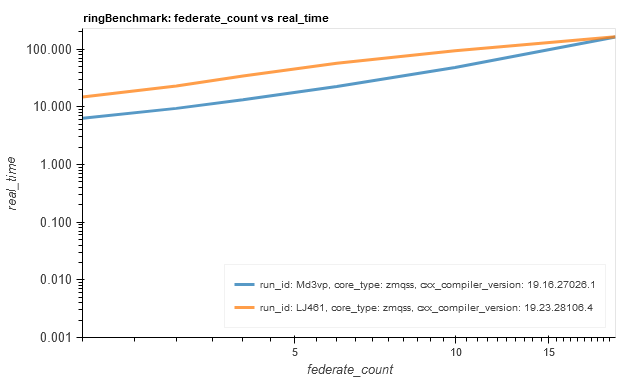 ringBenchmark: federate_count vs real_time
100.000
10.000
1.000
0.100
0.010
0.001
real_time
run_id: Md3vp, core_type: zmqss, cxx_compiler_version: 19.16.27026.1
run_id: LJ461, core_type: zmqss, cxx_compiler_version: 19.23.28106.4
5 10 15
federate_count